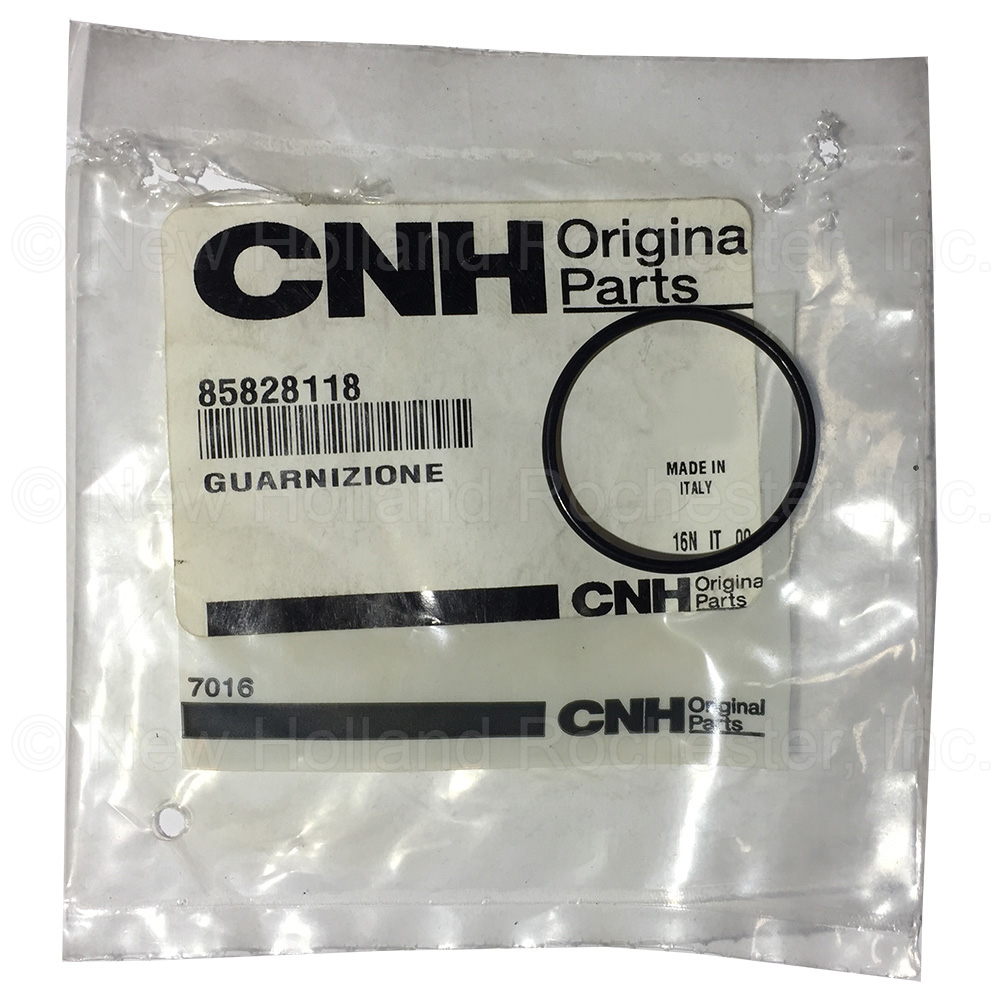 CNH Origina
Parts
85828118
GUARNIZIONE
MADE IN
ITALY
16N IT 00
CNH Origina
Parts
7016
CNH Original
Parts
© New Holland Rochester, Inc.
© New Holland Rochester, Inc.
© New Holland Rochester, Inc.